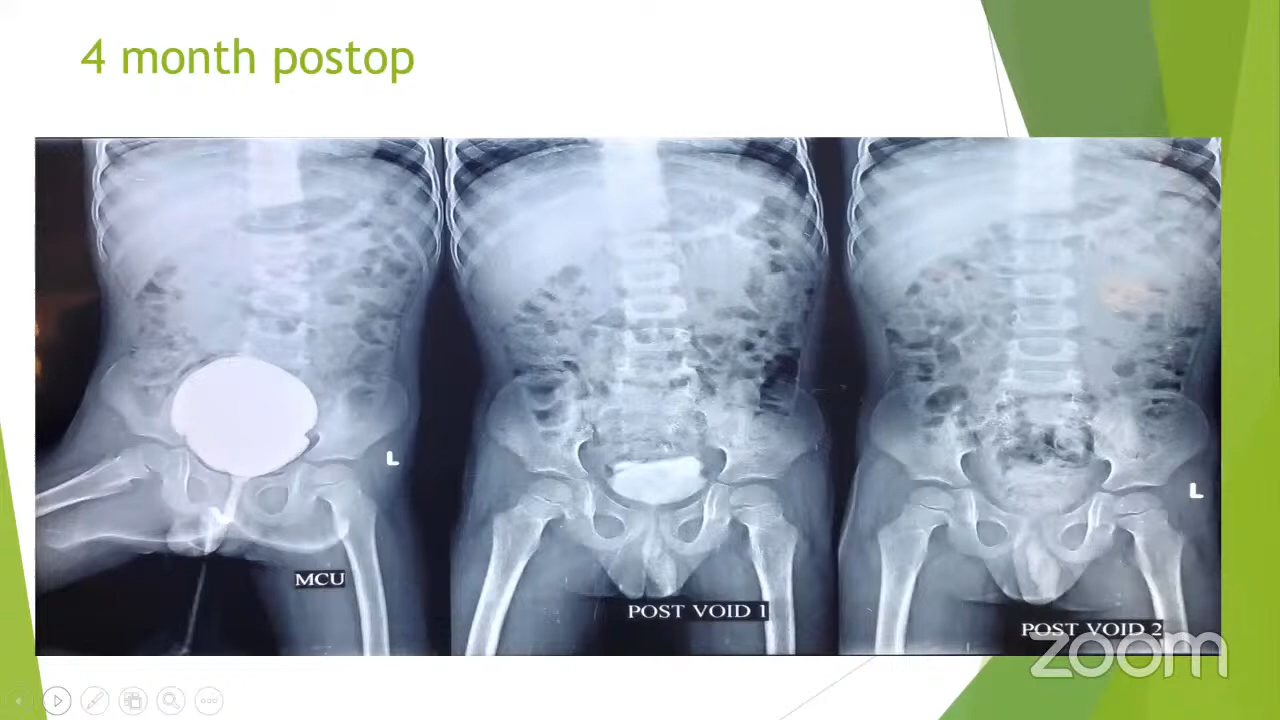 4 month postop
L
MCU
POST VOID 1
L
POST VOID 2
zoom